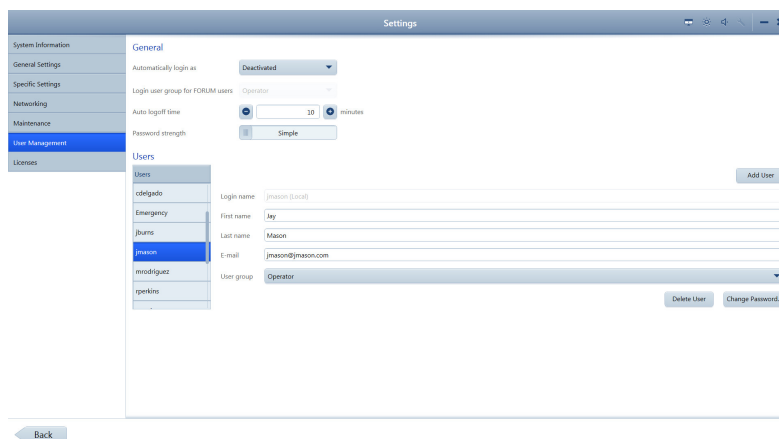 Settings
System Information
General Settings
Specific Settings
Networking
Maintenance
User Management
Licenses
General
Automatically login as Deactivated
Login user group for FORUM users Operator
Auto logoff time 10 minutes
Password strength Simple
Users
Users
Add User
cdelgado
Emergency
jburns
jmason
mrodriguez
rperkins
Login name jmason (Local)
First name Jay
Last name Mason
E-mail jmason@jmason.com
User group Operator
Delete User Change Password.
Back